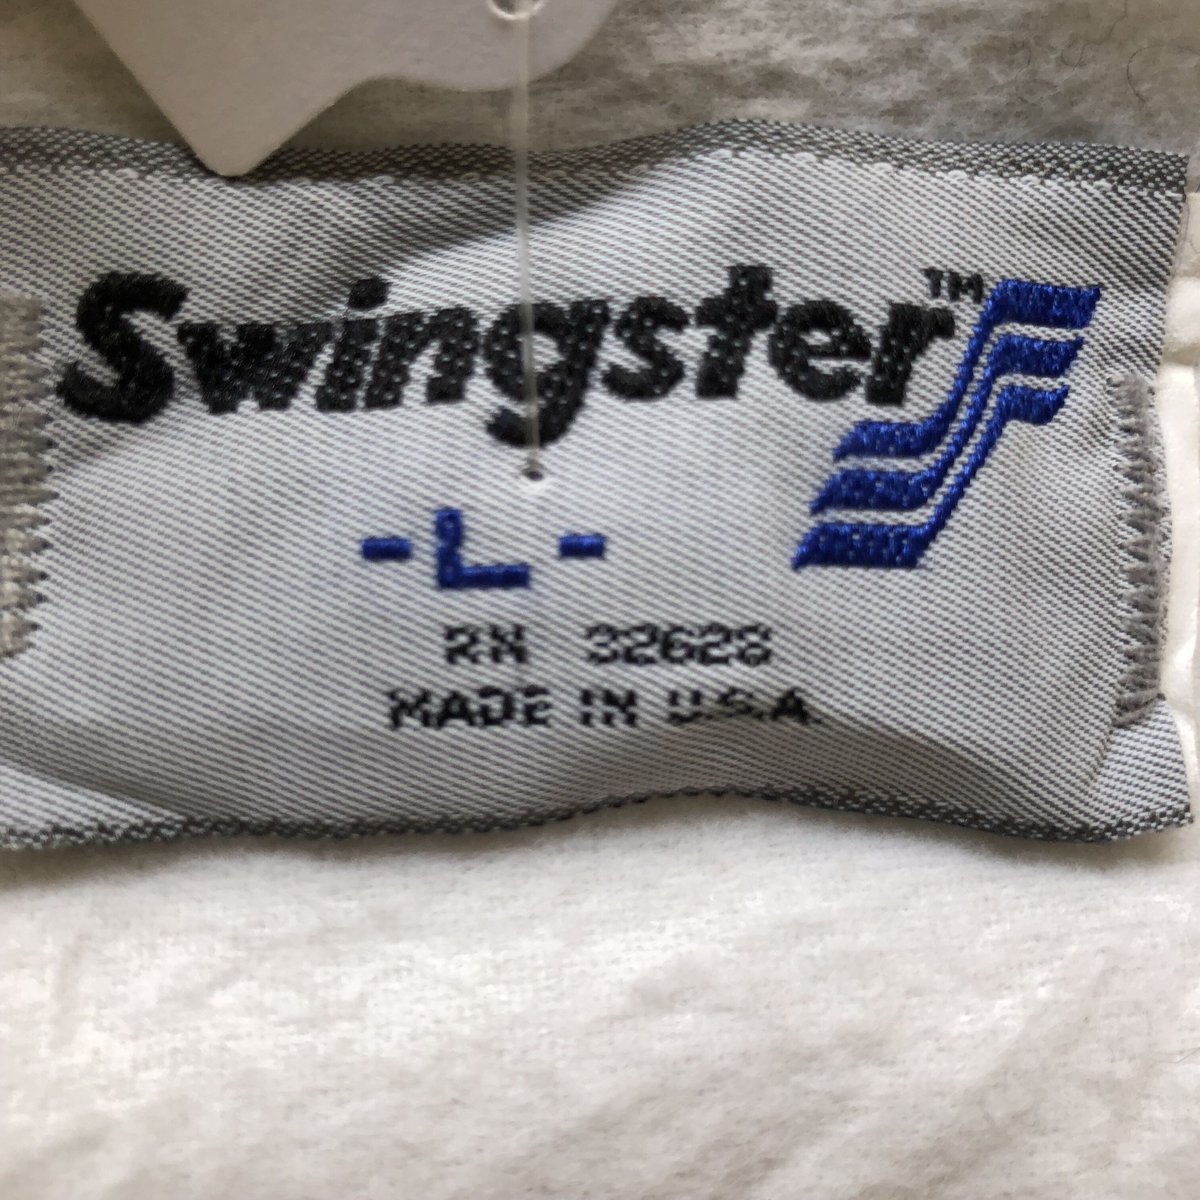 Swingster™
- L -
RN 32628
MADE IN U.S.A.